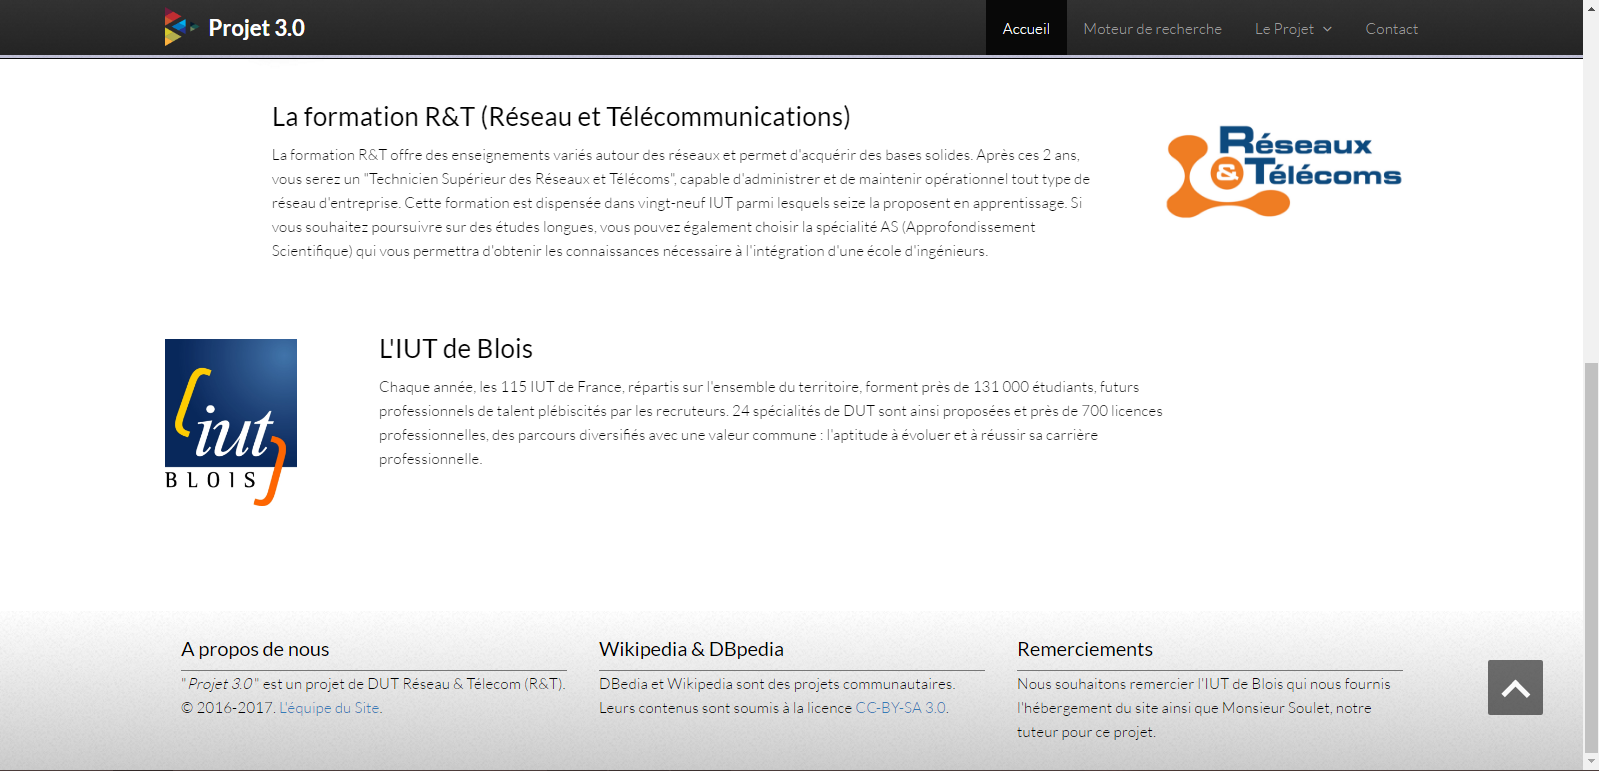 Projet 3.0
Accueil
Moteur de recherche
Le Projet
Contact
La formation R&T (Réseau et Télécommunications)
La formation R&T offre des enseignements variés autour des réseaux et permet d'acquérir des bases solides. Après ces 2 ans,
vous serez un "Technicien Supérieur des Réseaux et Télécoms", capable d'administrer et de maintenir opérationnel tout type de
réseau d'entreprise. Cette formation est dispensée dans vingt-neuf IUT parmi lesquels seize la proposent en apprentissage. Si
vous souhaitez poursuivre sur des études longues, vous pouvez également choisir la spécialité AS (Approfondissement
Scientifique) qui vous permettra d'obtenir les connaissances nécessaire à l'intégration d'une école d'ingénieurs.
Réseaux
& Télécoms
iut
BLOIS
L'IUT de Blois
Chaque année, les 115 IUT de France, répartis sur l'ensemble du territoire, forment près de 131 000 étudiants, futurs
professionnels de talent plébiscités par les recruteurs. 24 spécialités de DUT sont ainsi proposées et près de 700 licences
professionnelles, des parcours diversifiés avec une valeur commune : l'aptitude à évoluer et à réussir sa carrière
professionnelle.
A propos de nous
"Projet 3.0" est un projet de DUT Réseau & Télecom (R&T).
© 2016-2017. L'équipe du Site.
Wikipedia & DBpedia
DBedia et Wikipedia sont des projets communautaires.
Leurs contenus sont soumis à la licence CC-BY-SA 3.0.
Remerciements
Nous souhaitons remercier l'IUT de Blois qui nous fournis
l'hébergement du site ainsi que Monsieur Soulet, notre
tuteur pour ce projet.